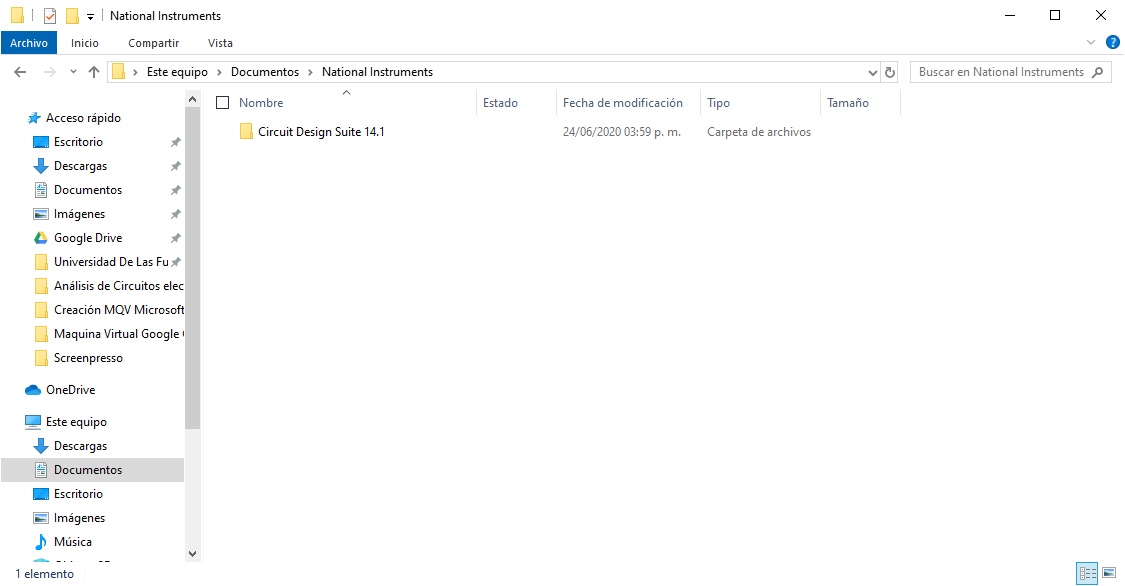 National Instruments
Archivo Inicio Compartir Vista
Este equipo Documentos National Instruments
Buscar en National Instruments
Nombre Estado Fecha de modificación Tipo Tamaño
Circuit Design Suite 14.1 24/06/2020 03:59 p. m. Carpeta de archivos
Acceso rápido
Escritorio
Descargas
Documentos
Imágenes
Google Drive
Universidad De Las Fu
Análisis de Circuitos elec
Creación MQV Microsoft
Maquina Virtual Google
Screenpresso
OneDrive
Este equipo
Descargas
Documentos
Escritorio
Imágenes
Música
1 elemento